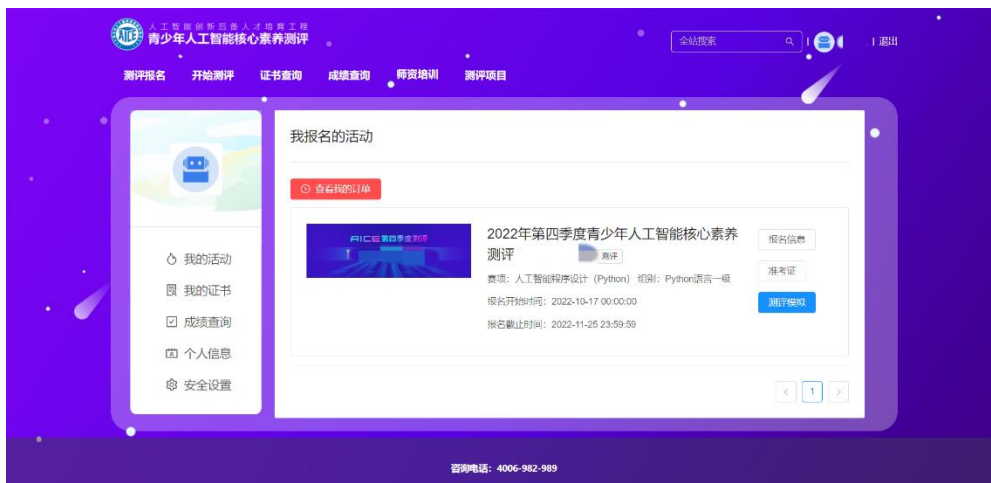 人工智能创新后备人才培育工程
AICE 青少年人工智能核心素养测评
全站搜索
| 退出
测评报名 开始测评 证书查询 成绩查询 师资培训 测评项目
我报名的活动
查看我的订单
AICE 第四季度测评
2022年第四季度青少年人工智能核心素养
测评 测评
赛项：人工智能程序设计（Python） 组别：Python语言一级
报名开始时间：2022-10-17 00:00:00
报名截止时间：2022-11-25 23:59:59
报名信息
准考证
测评模拟
我的活动
我的证书
成绩查询
个人信息
安全设置
< 1 >
咨询电话：4006-982-989